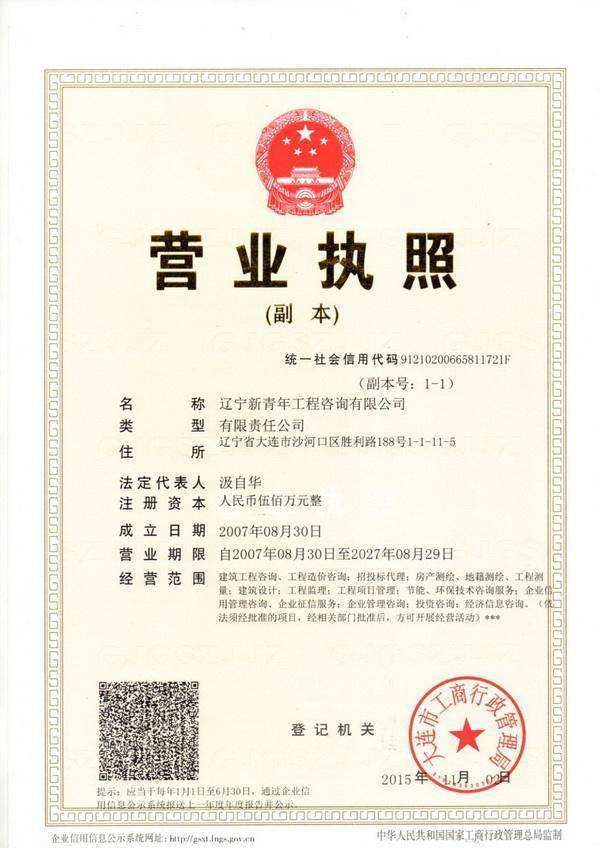 营业执照
(副 本)
统一社会信用代码 91210200665811721F
（副本号：1-1）
名 称 辽宁新青年工程咨询有限公司
类 型 有限责任公司
住 所 辽宁省大连市沙河口区胜利路188号1-1-11-5
法定代表人 汲自华
注册资本 人民币伍佰万元整
成立日期 2007年08月30日
营业期限 自2007年08月30日至2027年08月29日
经营范围 建筑工程咨询、工程造价咨询；招投标代理；房产测绘、地籍测绘、工程测
量；建筑设计；工程监理；工程项目管理；节能、环保技术咨询服务；企业信
用管理咨询、企业征信服务；企业管理咨询；投资咨询；经济信息咨询。（依
法须经批准的项目，经相关部门批准后，方可开展经营活动）***
登记机关
大连市工商行政管理局
2015年 11月 02日
提示：应当于每年1月1日至6月30日，通过企业信
用信息公示系统报送上一年度年度报告并公示。
企业信用信息公示系统网址：http://gsxt.lngs.gov.cn
中华人民共和国国家工商行政管理总局监制